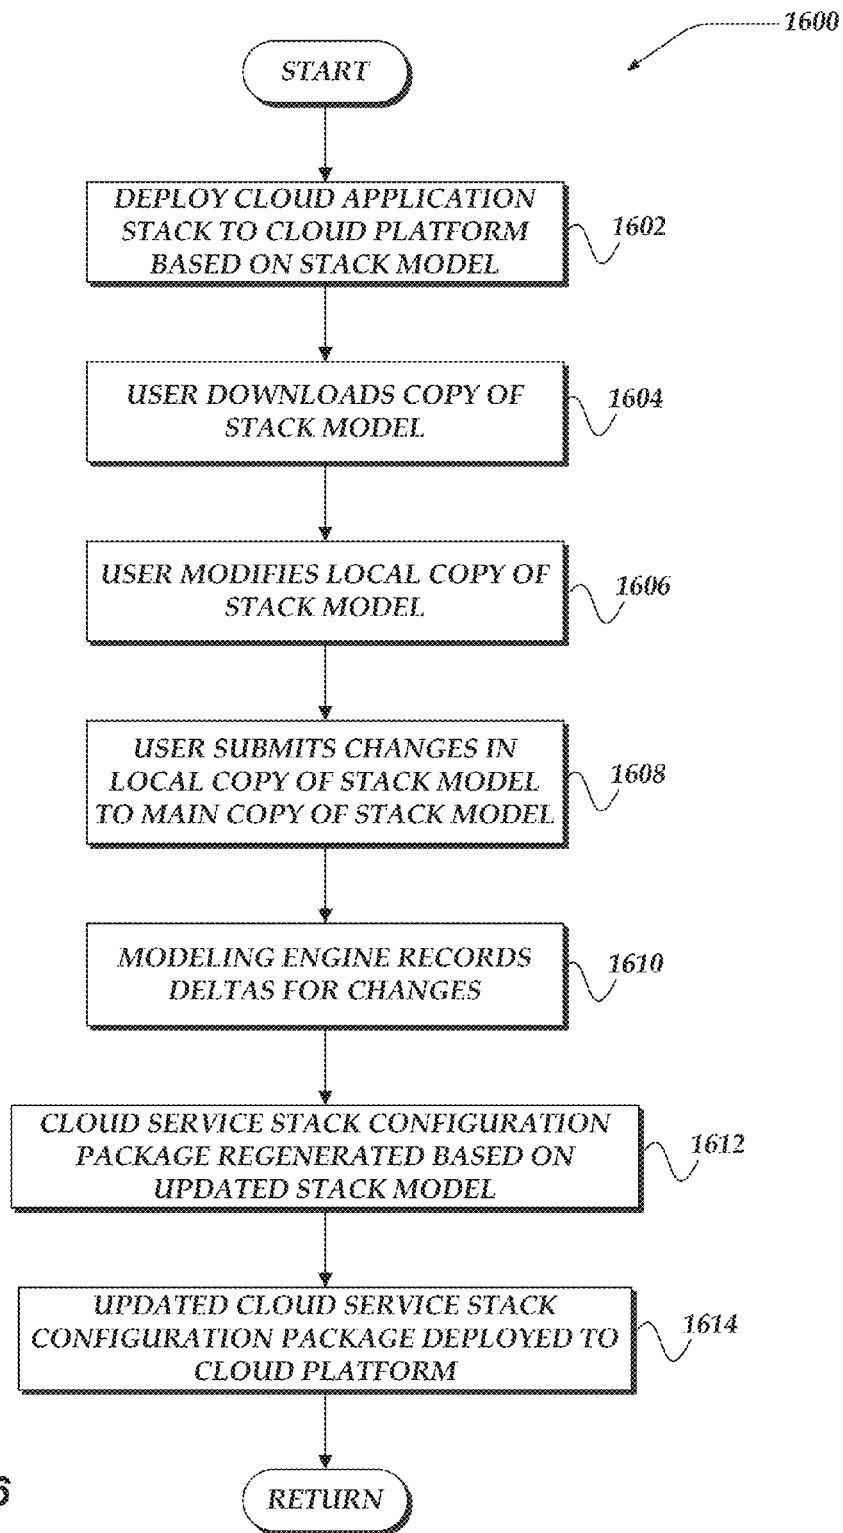 1600
START
DEPLOY CLOUD APPLICATION
STACK TO CLOUD PLATFORM
BASED ON STACK MODEL
1602
USER DOWNLOADS COPY OF
STACK MODEL
1604
USER MODIFIES LOCAL COPY OF
STACK MODEL
1606
USER SUBMITS CHANGES IN
LOCAL COPY OF STACK MODEL
TO MAIN COPY OF STACK MODEL
1608
MODELING ENGINE RECORDS
DELTAS FOR CHANGES
1610
CLOUD SERVICE STACK CONFIGURATION
PACKAGE REGENERATED BASED ON
UPDATED STACK MODEL
1612
UPDATED CLOUD SERVICE STACK
CONFIGURATION PACKAGE DEPLOYED TO
CLOUD PLATFORM
1614
RETURN